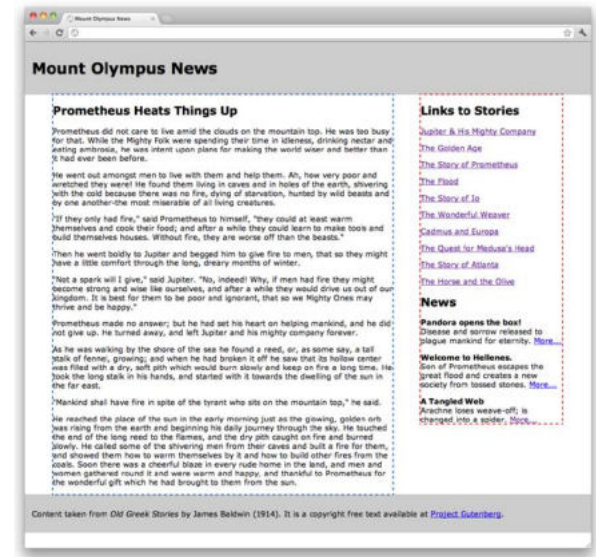 Mount Olympus News
Mount Olympus News
Prometheus Heats Things Up
Prometheus did not care to live amid the clouds on the mountain top. He was too busy
for that. While the Mighty Folk were spending their time in idleness, drinking nectar and
eating ambrosia, he was intent upon plans for making the world wiser and better than
it had ever been before.
He went out amongst men to live with them and help them. Ah, how very poor and
wretched they were! He found them living in caves and in holes of the earth, shivering
with the cold because there was no fire, dying of starvation, hunted by wild beasts and
by one another-the most miserable of all living creatures.
"If they only had fire," said Prometheus to himself, "they could at least warm
themselves and cook their food; and after a while they could learn to make tools and
build themselves houses. Without fire, they are worse off than the beasts."
Then he went boldly to Jupiter and begged him to give fire to men, that so they might
have a little comfort through the long, dreary months of winter.
"Not a spark will I give," said Jupiter. "No, indeed! Why, if men had fire they might
become strong and wise like ourselves, and after a while they would drive us out of our
kingdom. It is best for them to be poor and ignorant, that so we Mighty Ones may
thrive and be happy."
Prometheus made no answer; but he had set his heart on helping mankind, and he did
not give up. He turned away, and left Jupiter and his mighty company forever.
As he was walking by the shore of the sea he found a reed, or, as some say, a tall
stalk of fennel, growing; and when he had broken it off he saw that its hollow center
was filled with a dry, soft pith which would burn slowly and keep on fire a long time. He
took the long stalk in his hands, and started with it towards the dwelling of the sun in
the far east.
"Mankind shall have fire in spite of the tyrant who sits on the mountain top," he said.
He reached the place of the sun in the early morning just as the glowing, golden orb
was rising from the earth and beginning his daily journey through the sky. He touched
the end of the long reed to the flames, and the dry pith caught on fire and burned
slowly. He called some of the shivering men from their caves and built a fire for them,
and showed them how to warm themselves by it and how to build other fires from the
coals. Soon there was a cheerful blaze in every rude home in the land, and men and
women gathered round it and were warm and happy, and thankful to Prometheus for
the wonderful gift which he had brought to them from the sun.
Links to Stories
Jupiter & His Mighty Company
The Golden Age
The Story of Prometheus
The Flood
The Story of Io
The Wonderful Weaver
Cadmus and Europa
The Quest for Medusa's Head
The Story of Atlanta
The Horse and the Olive
News
Pandora opens the box!
Disease and sorrow released to
plague mankind for eternity. More...
Welcome to Hellenes.
Son of Prometheus escapes the
great flood and creates a new
society from tossed stones. More...
A Tangled Web
Arachne loses weave-off; is
changed into a spider. More...
Content taken from Old Greek Stories by James Baldwin (1914). It is a copyright free text available at Project Gutenberg.